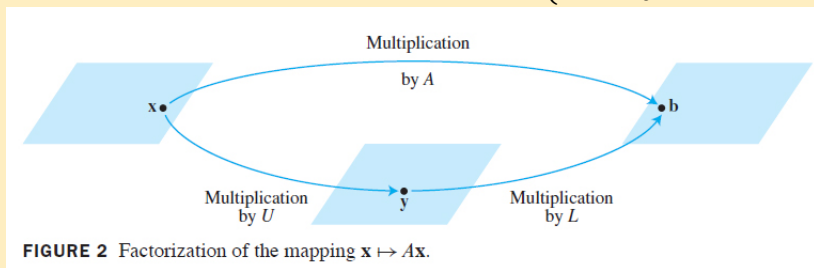 Multiplication
by A
x
b
Multiplication
by U
y
Multiplication
by L
FIGURE 2 Factorization of the mapping x ↦ Ax.